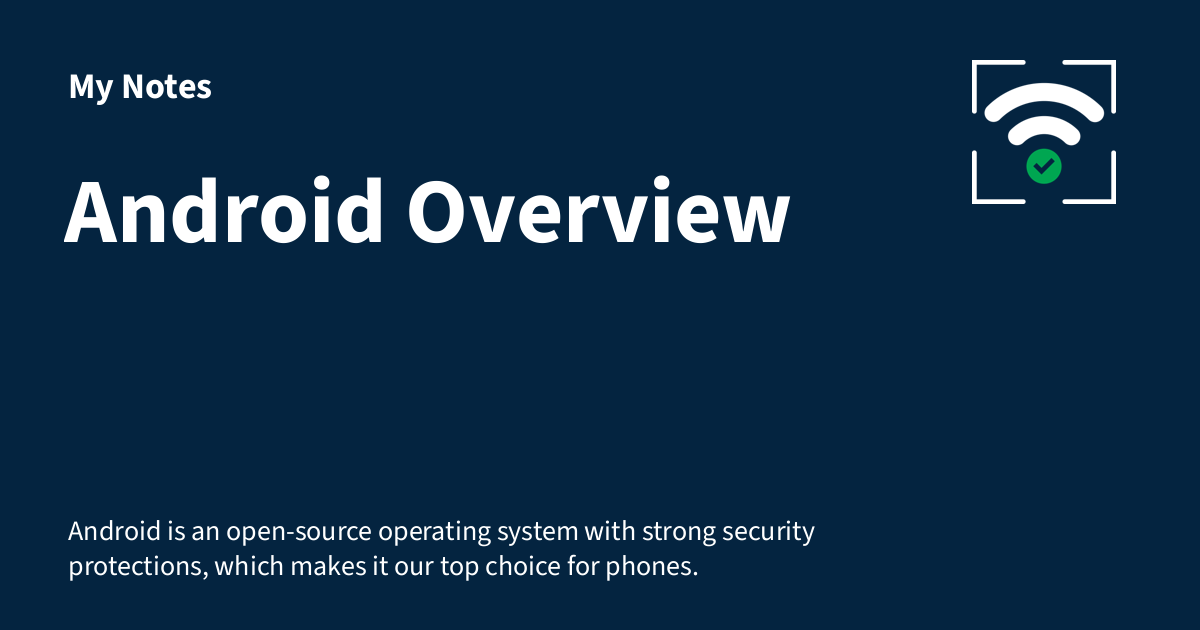 My Notes
Android Overview
Android is an open-source operating system with strong security
protections, which makes it our top choice for phones.